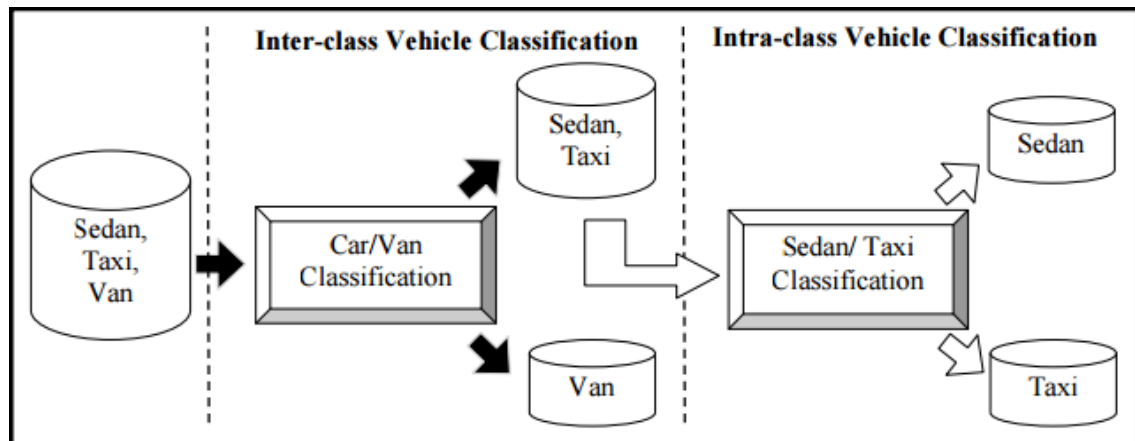 Inter-class Vehicle Classification
Intra-class Vehicle Classification
Sedan,
Taxi,
Van
Car/Van
Classification
Sedan,
Taxi
Van
Sedan/ Taxi
Classification
Sedan
Taxi